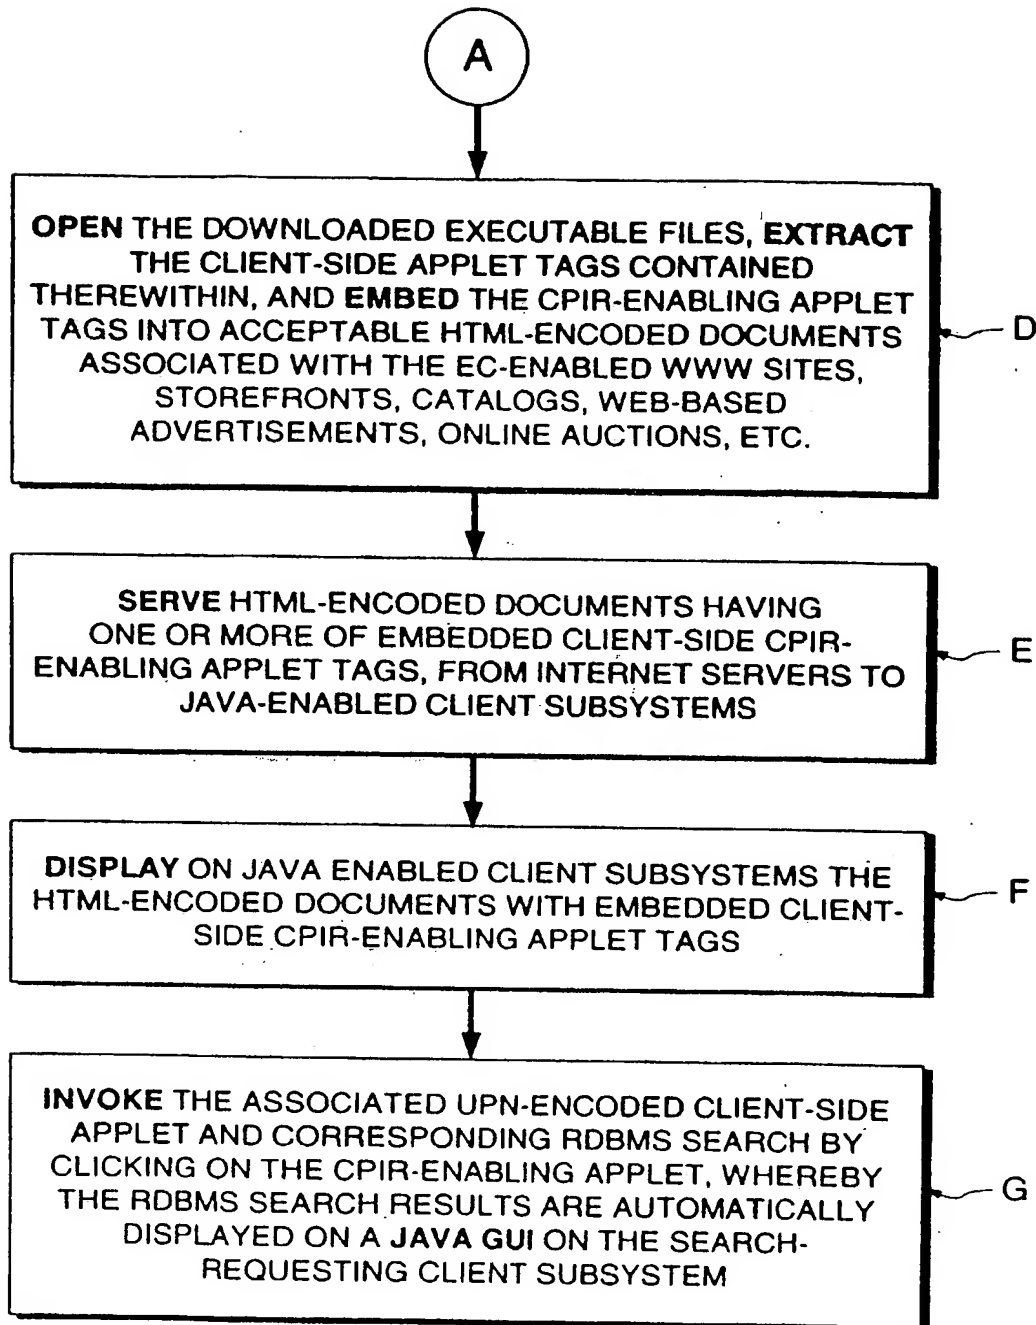 A
OPEN THE DOWNLOADED EXECUTABLE FILES, EXTRACT
THE CLIENT-SIDE APPLET TAGS CONTAINED
THEREWITHIN, AND EMBED THE CPIR-ENABLING APPLET
TAGS INTO ACCEPTABLE HTML-ENCODED DOCUMENTS
ASSOCIATED WITH THE EC-ENABLED WWW SITES,
STOREFRONTS, CATALOGS, WEB-BASED
ADVERTISEMENTS, ONLINE AUCTIONS, ETC.
D
SERVE HTML-ENCODED DOCUMENTS HAVING
ONE OR MORE OF EMBEDDED CLIENT-SIDE CPIR-
ENABLING APPLET TAGS, FROM INTERNET SERVERS TO
JAVA-ENABLED CLIENT SUBSYSTEMS
E
DISPLAY ON JAVA ENABLED CLIENT SUBSYSTEMS THE
HTML-ENCODED DOCUMENTS WITH EMBEDDED CLIENT-
SIDE CPIR-ENABLING APPLET TAGS
F
INVOKE THE ASSOCIATED UPN-ENCODED CLIENT-SIDE
APPLET AND CORRESPONDING RDBMS SEARCH BY
CLICKING ON THE CPIR-ENABLING APPLET, WHEREBY
THE RDBMS SEARCH RESULTS ARE AUTOMATICALLY
DISPLAYED ON A JAVA GUI ON THE SEARCH-
REQUESTING CLIENT SUBSYSTEM
G